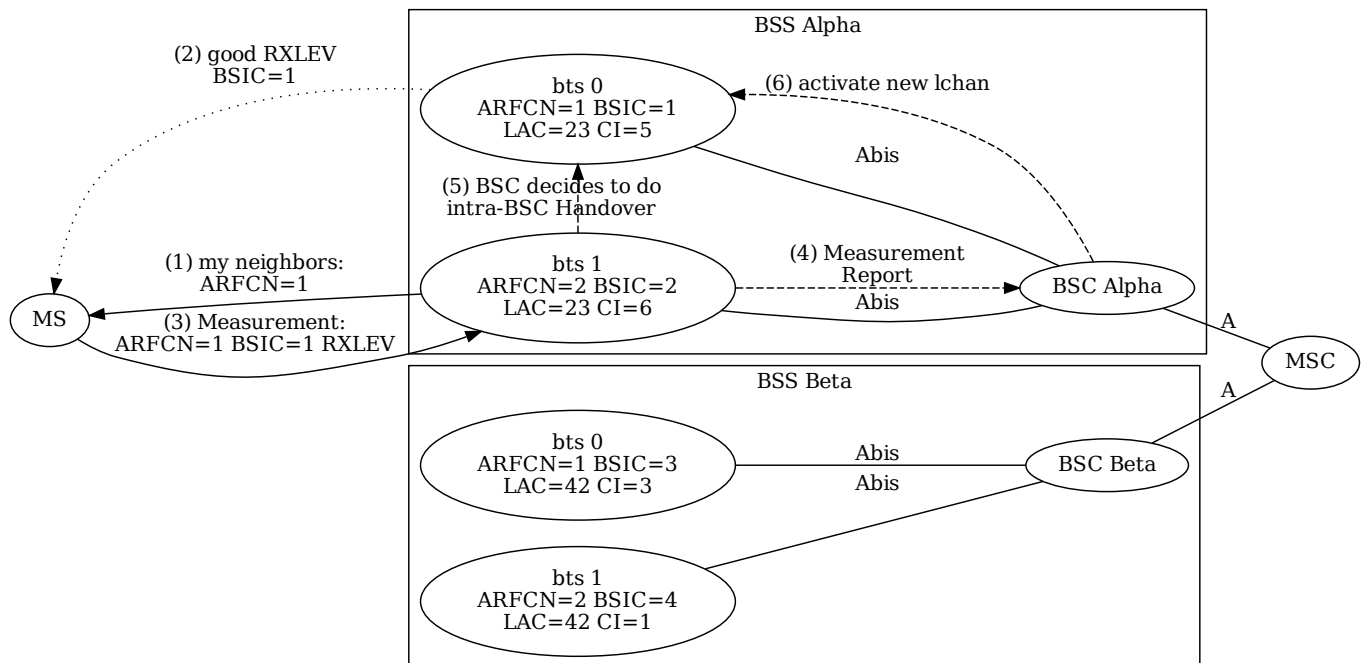 BSS Alpha
(2) good RXLEV
BSIC=1
bts 0
ARFCN=1 BSIC=1
LAC=23 CI=5
(6) activate new lchan
Abis
(5) BSC decides to do
intra-BSC Handover
(1) my neighbors:
ARFCN=1
bts 1
ARFCN=2 BSIC=2
LAC=23 CI=6
(4) Measurement
Report
Abis
BSC Alpha
MS
(3) Measurement:
ARFCN=1 BSIC=1 RXLEV
A
MSC
A
BSS Beta
bts 0
ARFCN=1 BSIC=3
LAC=42 CI=3
Abis
Abis
BSC Beta
bts 1
ARFCN=2 BSIC=4
LAC=42 CI=1